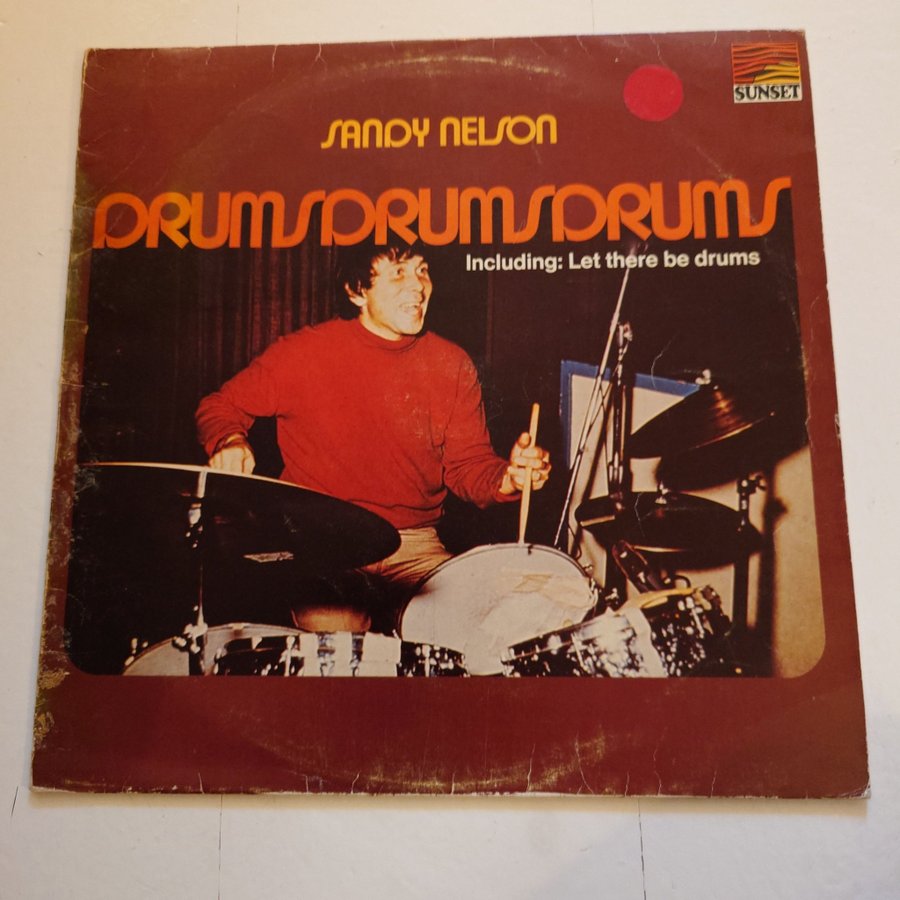 SUNSET
SANDY NELSON
DRUMSDRUMSDRUMS
Including: Let there be drums